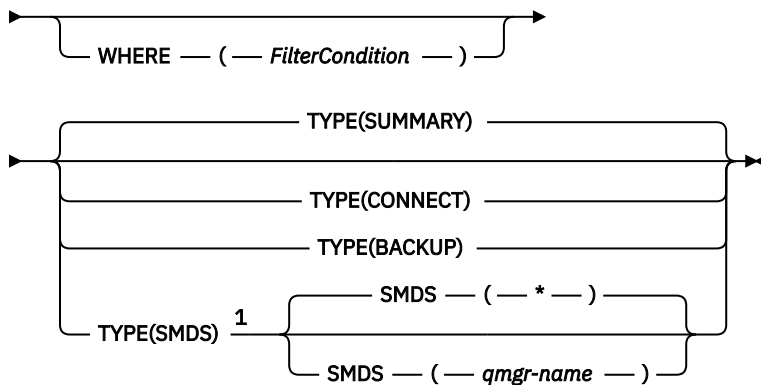 WHERE ( FilterCondition )
TYPE(SUMMARY)
TYPE(CONNECT)
TYPE(BACKUP)
SMDS ( * )
TYPE(SMDS) 1
SMDS ( qmgr-name )